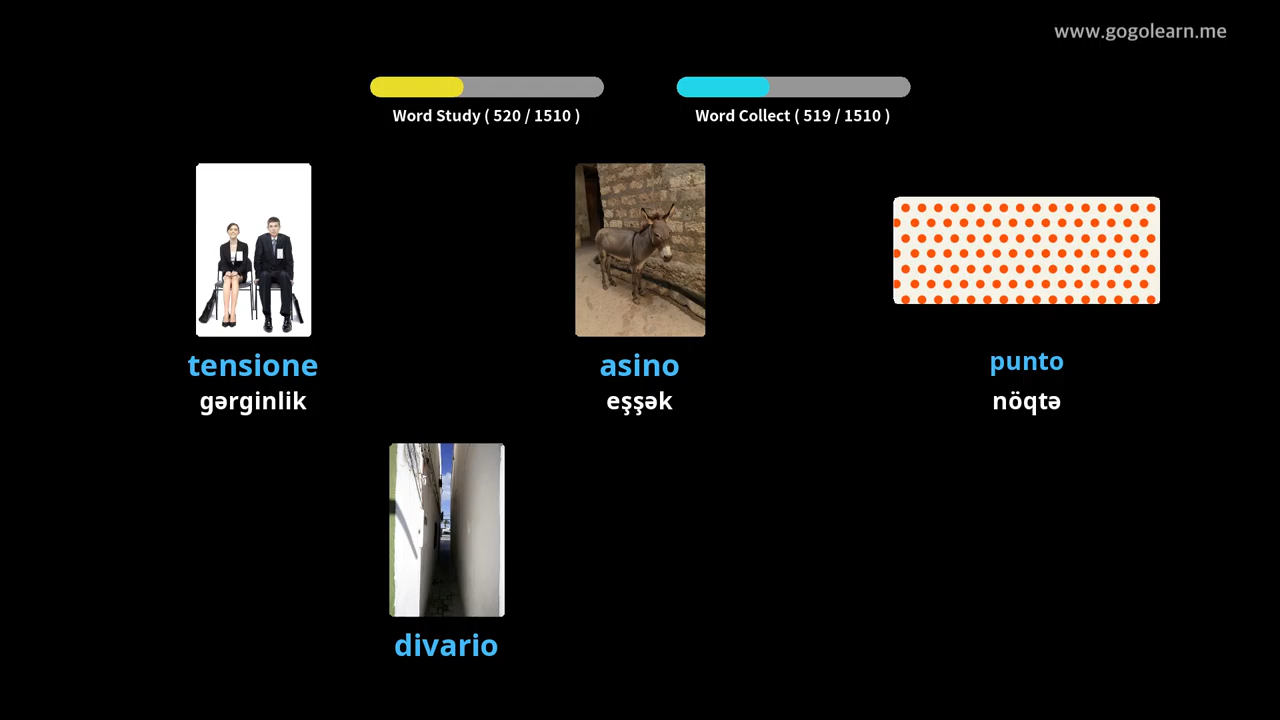 www.gogolearn.me
Word Study ( 520 / 1510 )
Word Collect ( 519 / 1510 )
tensione
gərginlik
asino
eşşək
punto
nöqtə
divario